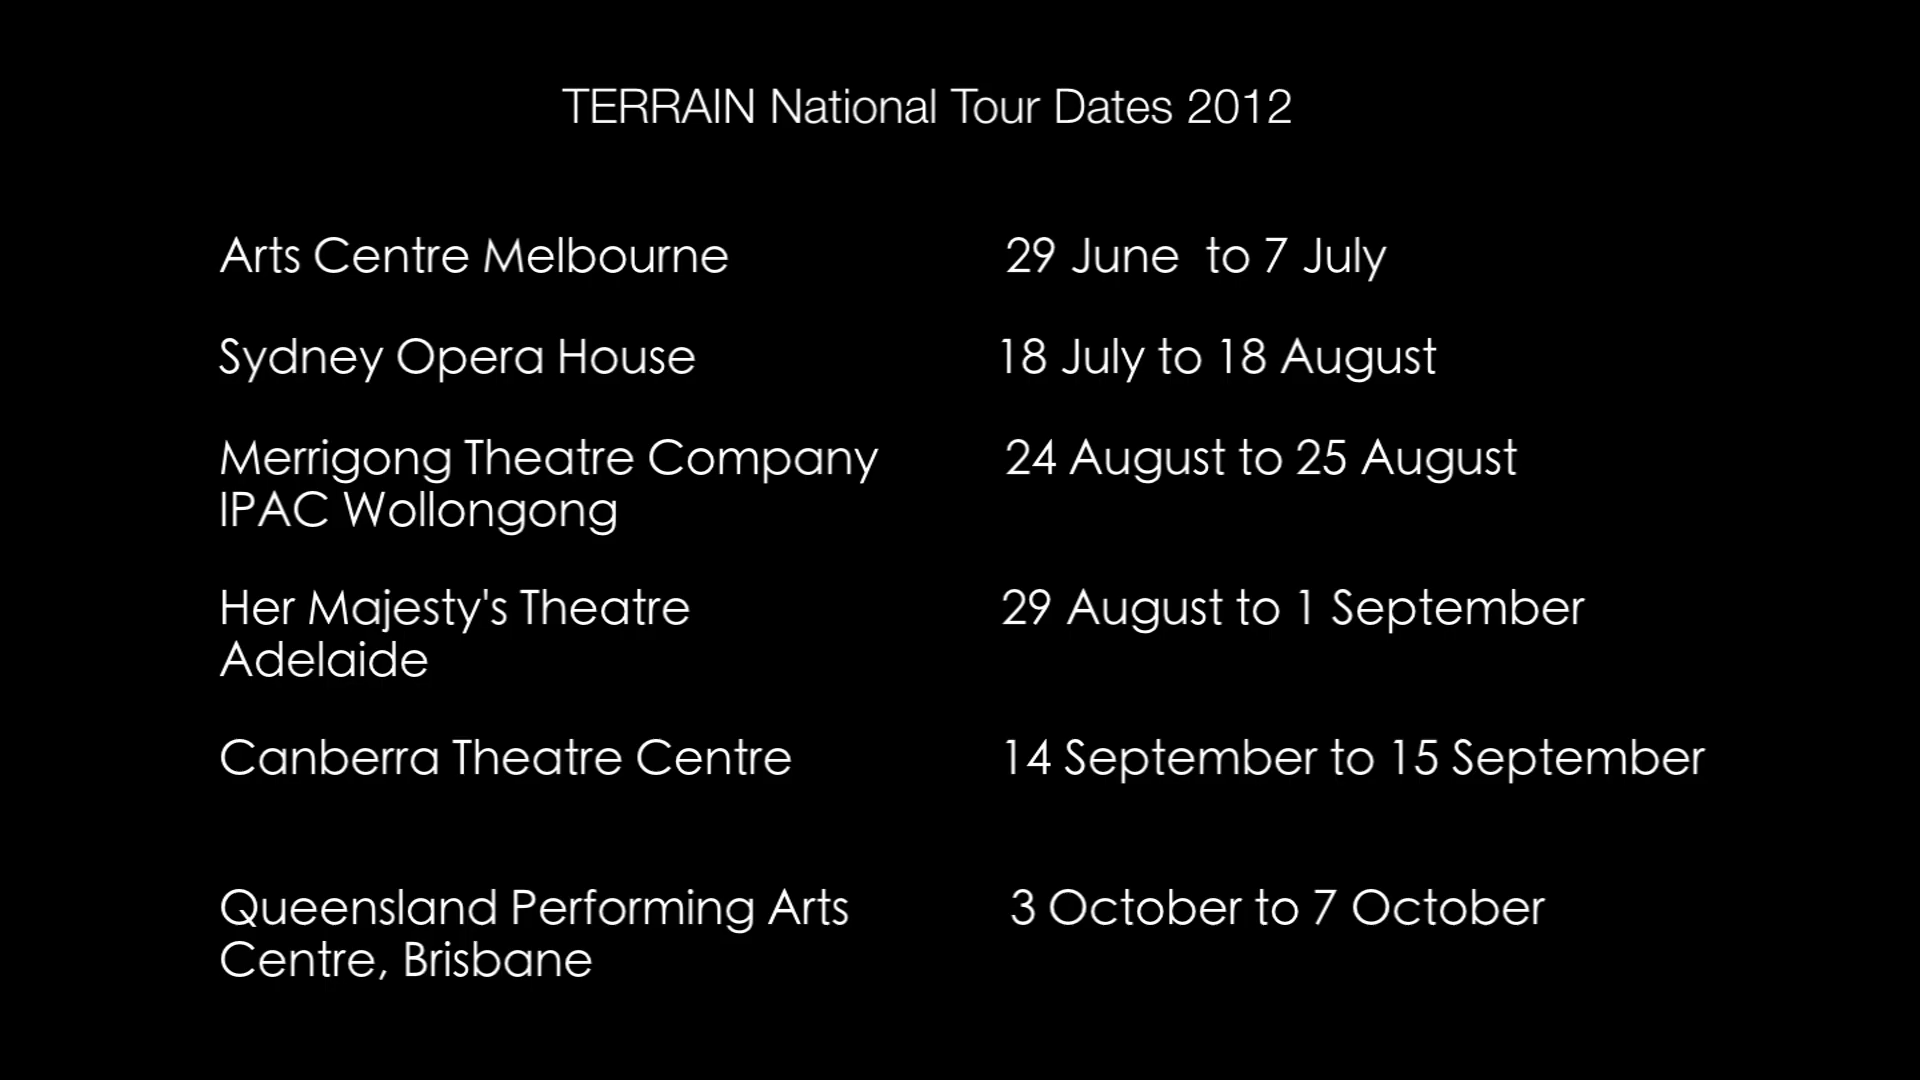 TERRAIN National Tour Dates 2012
Arts Centre Melbourne 29 June to 7 July
Sydney Opera House 18 July to 18 August
Merrigong Theatre Company 24 August to 25 August
IPAC Wollongong
Her Majesty's Theatre 29 August to 1 September
Adelaide
Canberra Theatre Centre 14 September to 15 September
Queensland Performing Arts 3 October to 7 October
Centre, Brisbane